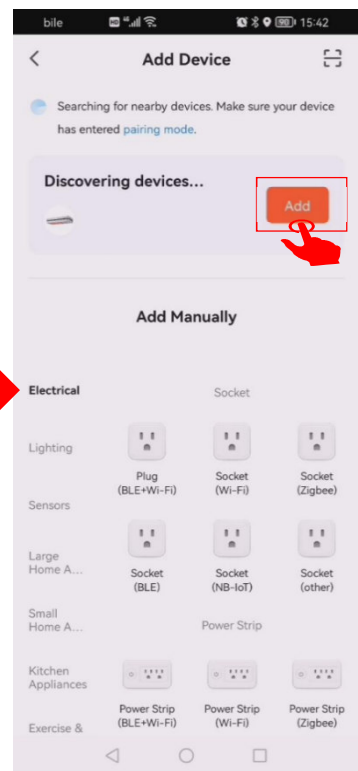 bile
HD 15:42
90
Add Device
Searching for nearby devices. Make sure your device
has entered pairing mode.
Discovering devices...
Add
Add Manually
Electrical
Socket
Lighting
Plug
(BLE+Wi-Fi)
Socket
(Wi-Fi)
Socket
(Zigbee)
Sensors
Large
Home A...
Socket
(BLE)
Socket
(NB-IoT)
Socket
(other)
Small
Home A...
Power Strip
Kitchen
Appliances
Power Strip
(BLE+Wi-Fi)
Power Strip
(Wi-Fi)
Power Strip
(Zigbee)
Exercise &